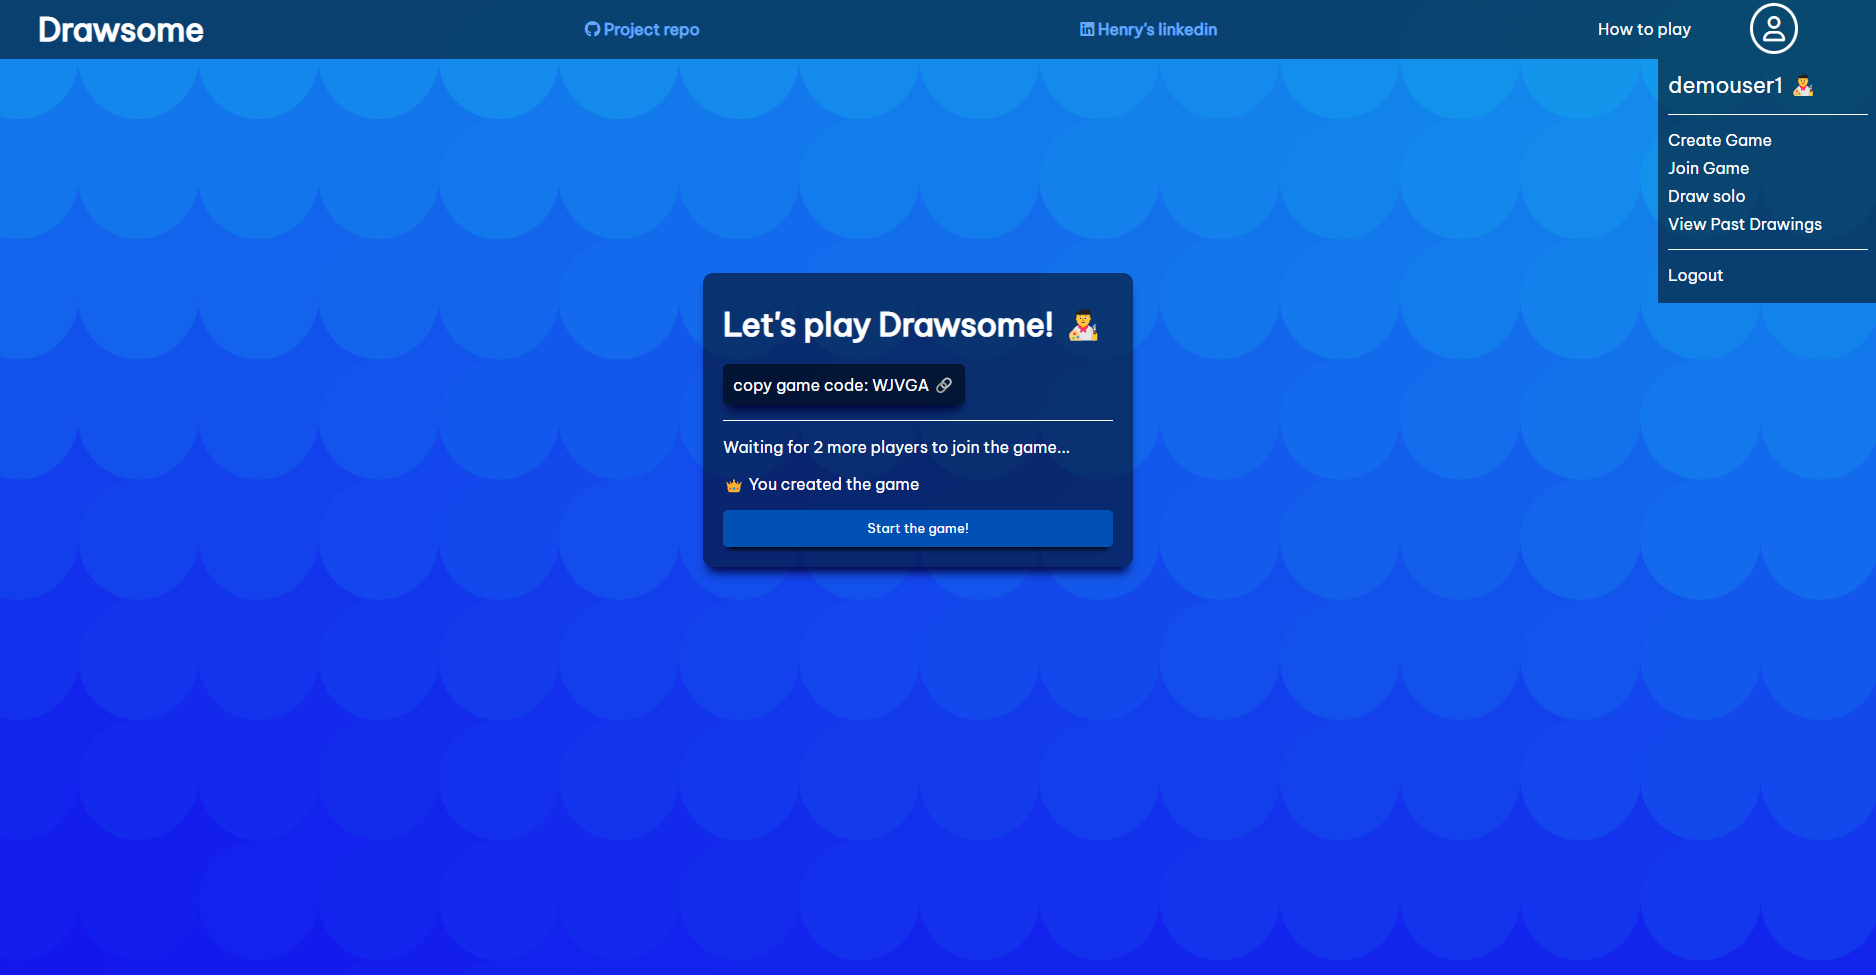 Drawsome
Project repo
Henry's linkedin
How to play
demouser1
Create Game
Join Game
Draw solo
View Past Drawings
Logout
Let's play Drawsome!
copy game code: WJVGA
Waiting for 2 more players to join the game...
You created the game
Start the game!